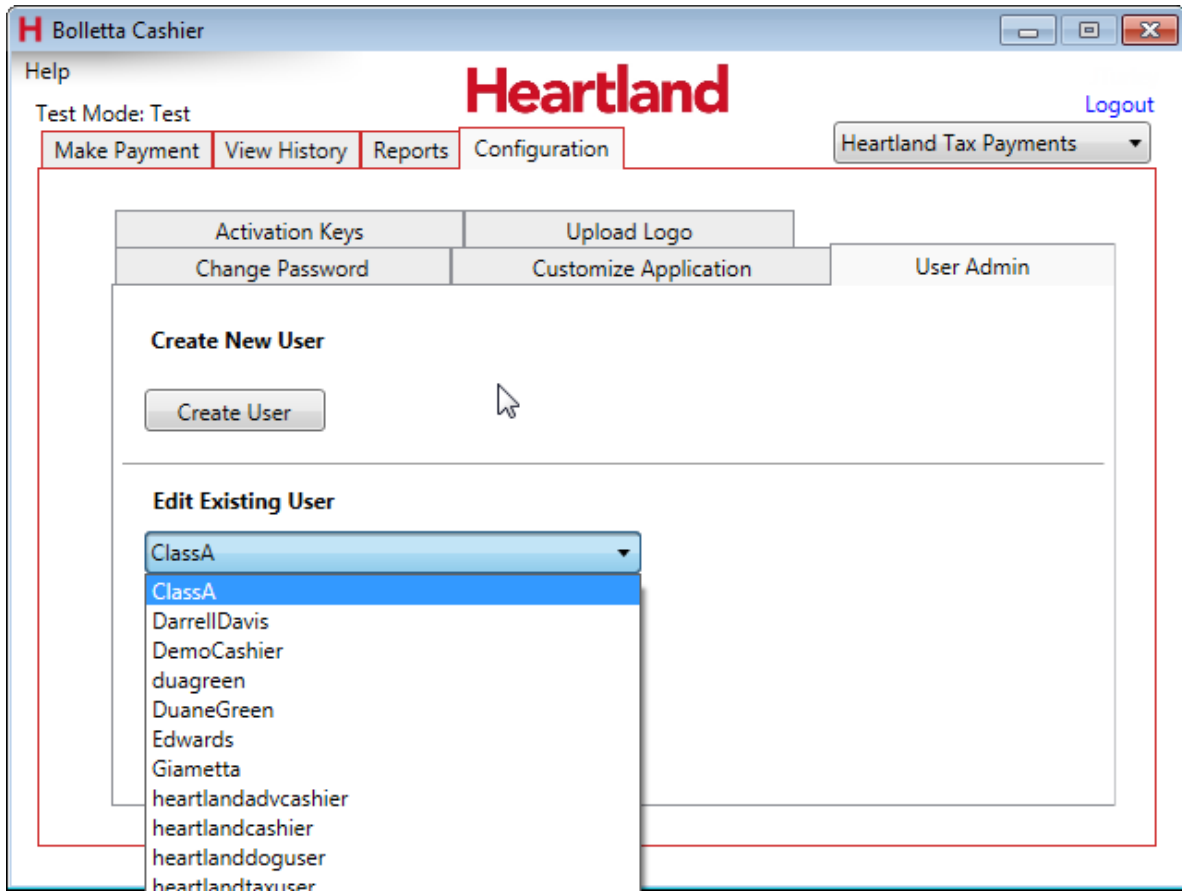 H Bolletta Cashier
Help
Heartland
Logout
Test Mode: Test
Make Payment View History Reports Configuration Heartland Tax Payments
Activation Keys Upload Logo
Change Password Customize Application User Admin
Create New User
Create User
Edit Existing User
ClassA
ClassA
DarrellDavis
DemoCashier
duagreen
DuaneGreen
Edwards
Giametta
heartlandadvcashier
heartlandcashier
heartlanddoguser
heartlandtaxuser